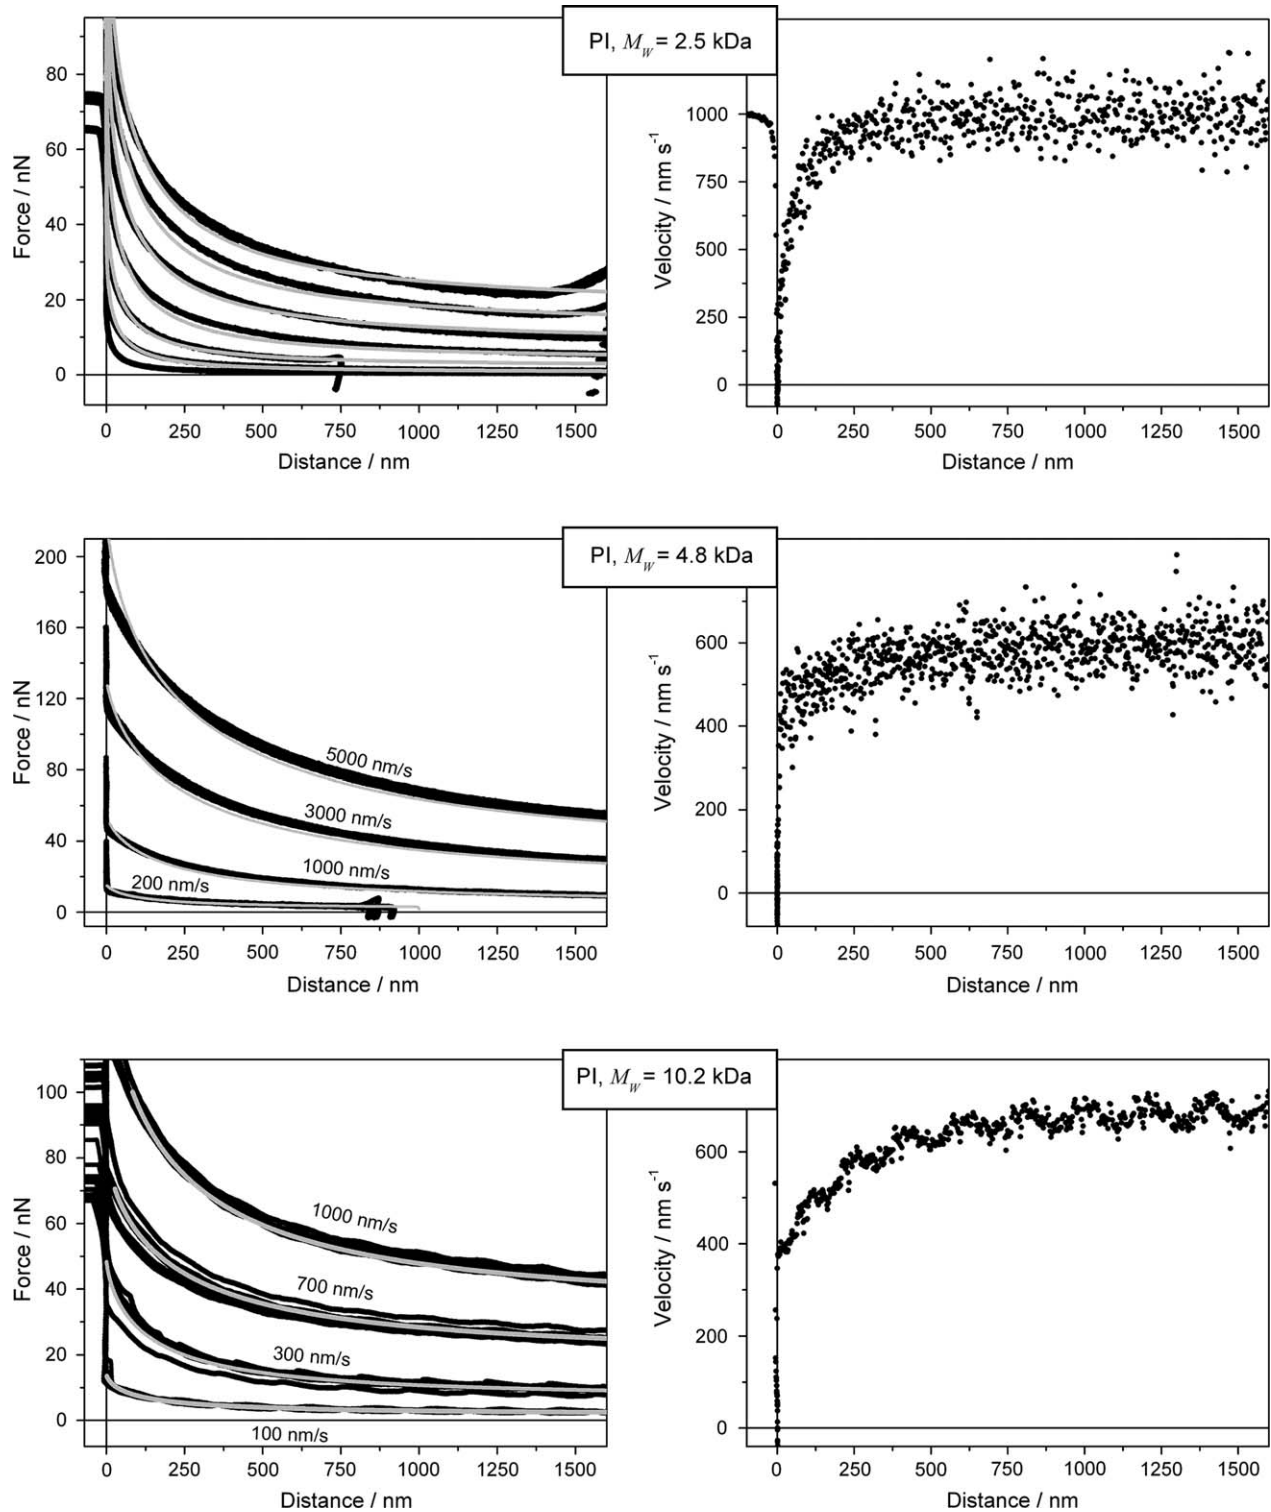 PI, M_W = 2.5 kDa
Force / nN
80
60
40
20
0
0 250 500 750 1000 1250 1500
Distance / nm
Velocity / nm s⁻¹
1000
750
500
250
0
0 250 500 750 1000 1250 1500
Distance / nm
PI, M_W = 4.8 kDa
Force / nN
200
160
120
80
40
0
5000 nm/s
3000 nm/s
1000 nm/s
200 nm/s
0 250 500 750 1000 1250 1500
Distance / nm
Velocity / nm s⁻¹
600
400
200
0
0 250 500 750 1000 1250 1500
Distance / nm
PI, M_W = 10.2 kDa
Force / nN
100
80
60
40
20
0
1000 nm/s
700 nm/s
300 nm/s
100 nm/s
0 250 500 750 1000 1250 1500
Distance / nm
Velocity / nm s⁻¹
600
400
200
0
0 250 500 750 1000 1250 1500
Distance / nm